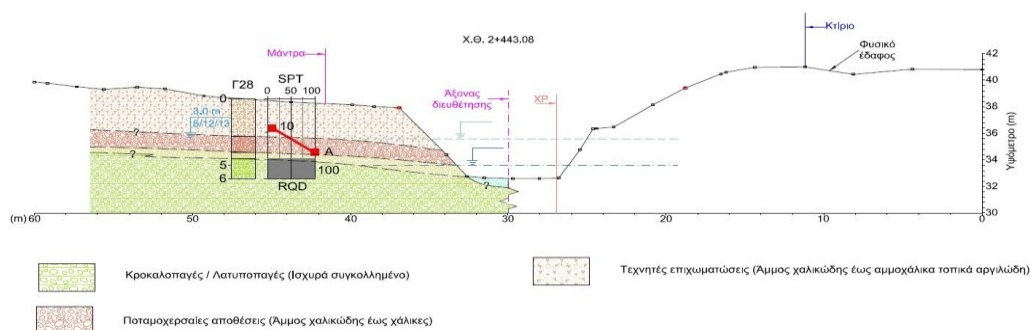 Χ.Θ. 2+443.08
Κτίριο
Φυσικό
έδαφος
Μάντρα
Γ28
SPT
0 50 100
0
10
Α
100
5
6
RQD
3.0 m
6/12/13
?
?
?
Άξονας
διευθέτησης
ΧΡ
42
40
38
36
34
32
30
Υψόμετρο (m)
(m) 60 50 40 30 20 10 0
Κροκαλοπαγές / Λατυποπαγές (Ισχυρά συγκολλημένο)
Τεχνητές επιχωματώσεις (Άμμος χαλικώδης έως αμμοχάλικα τοπικά αργιλώδη)
Ποταμοχερσαίες αποθέσεις (Άμμος χαλικώδης έως χάλικες)